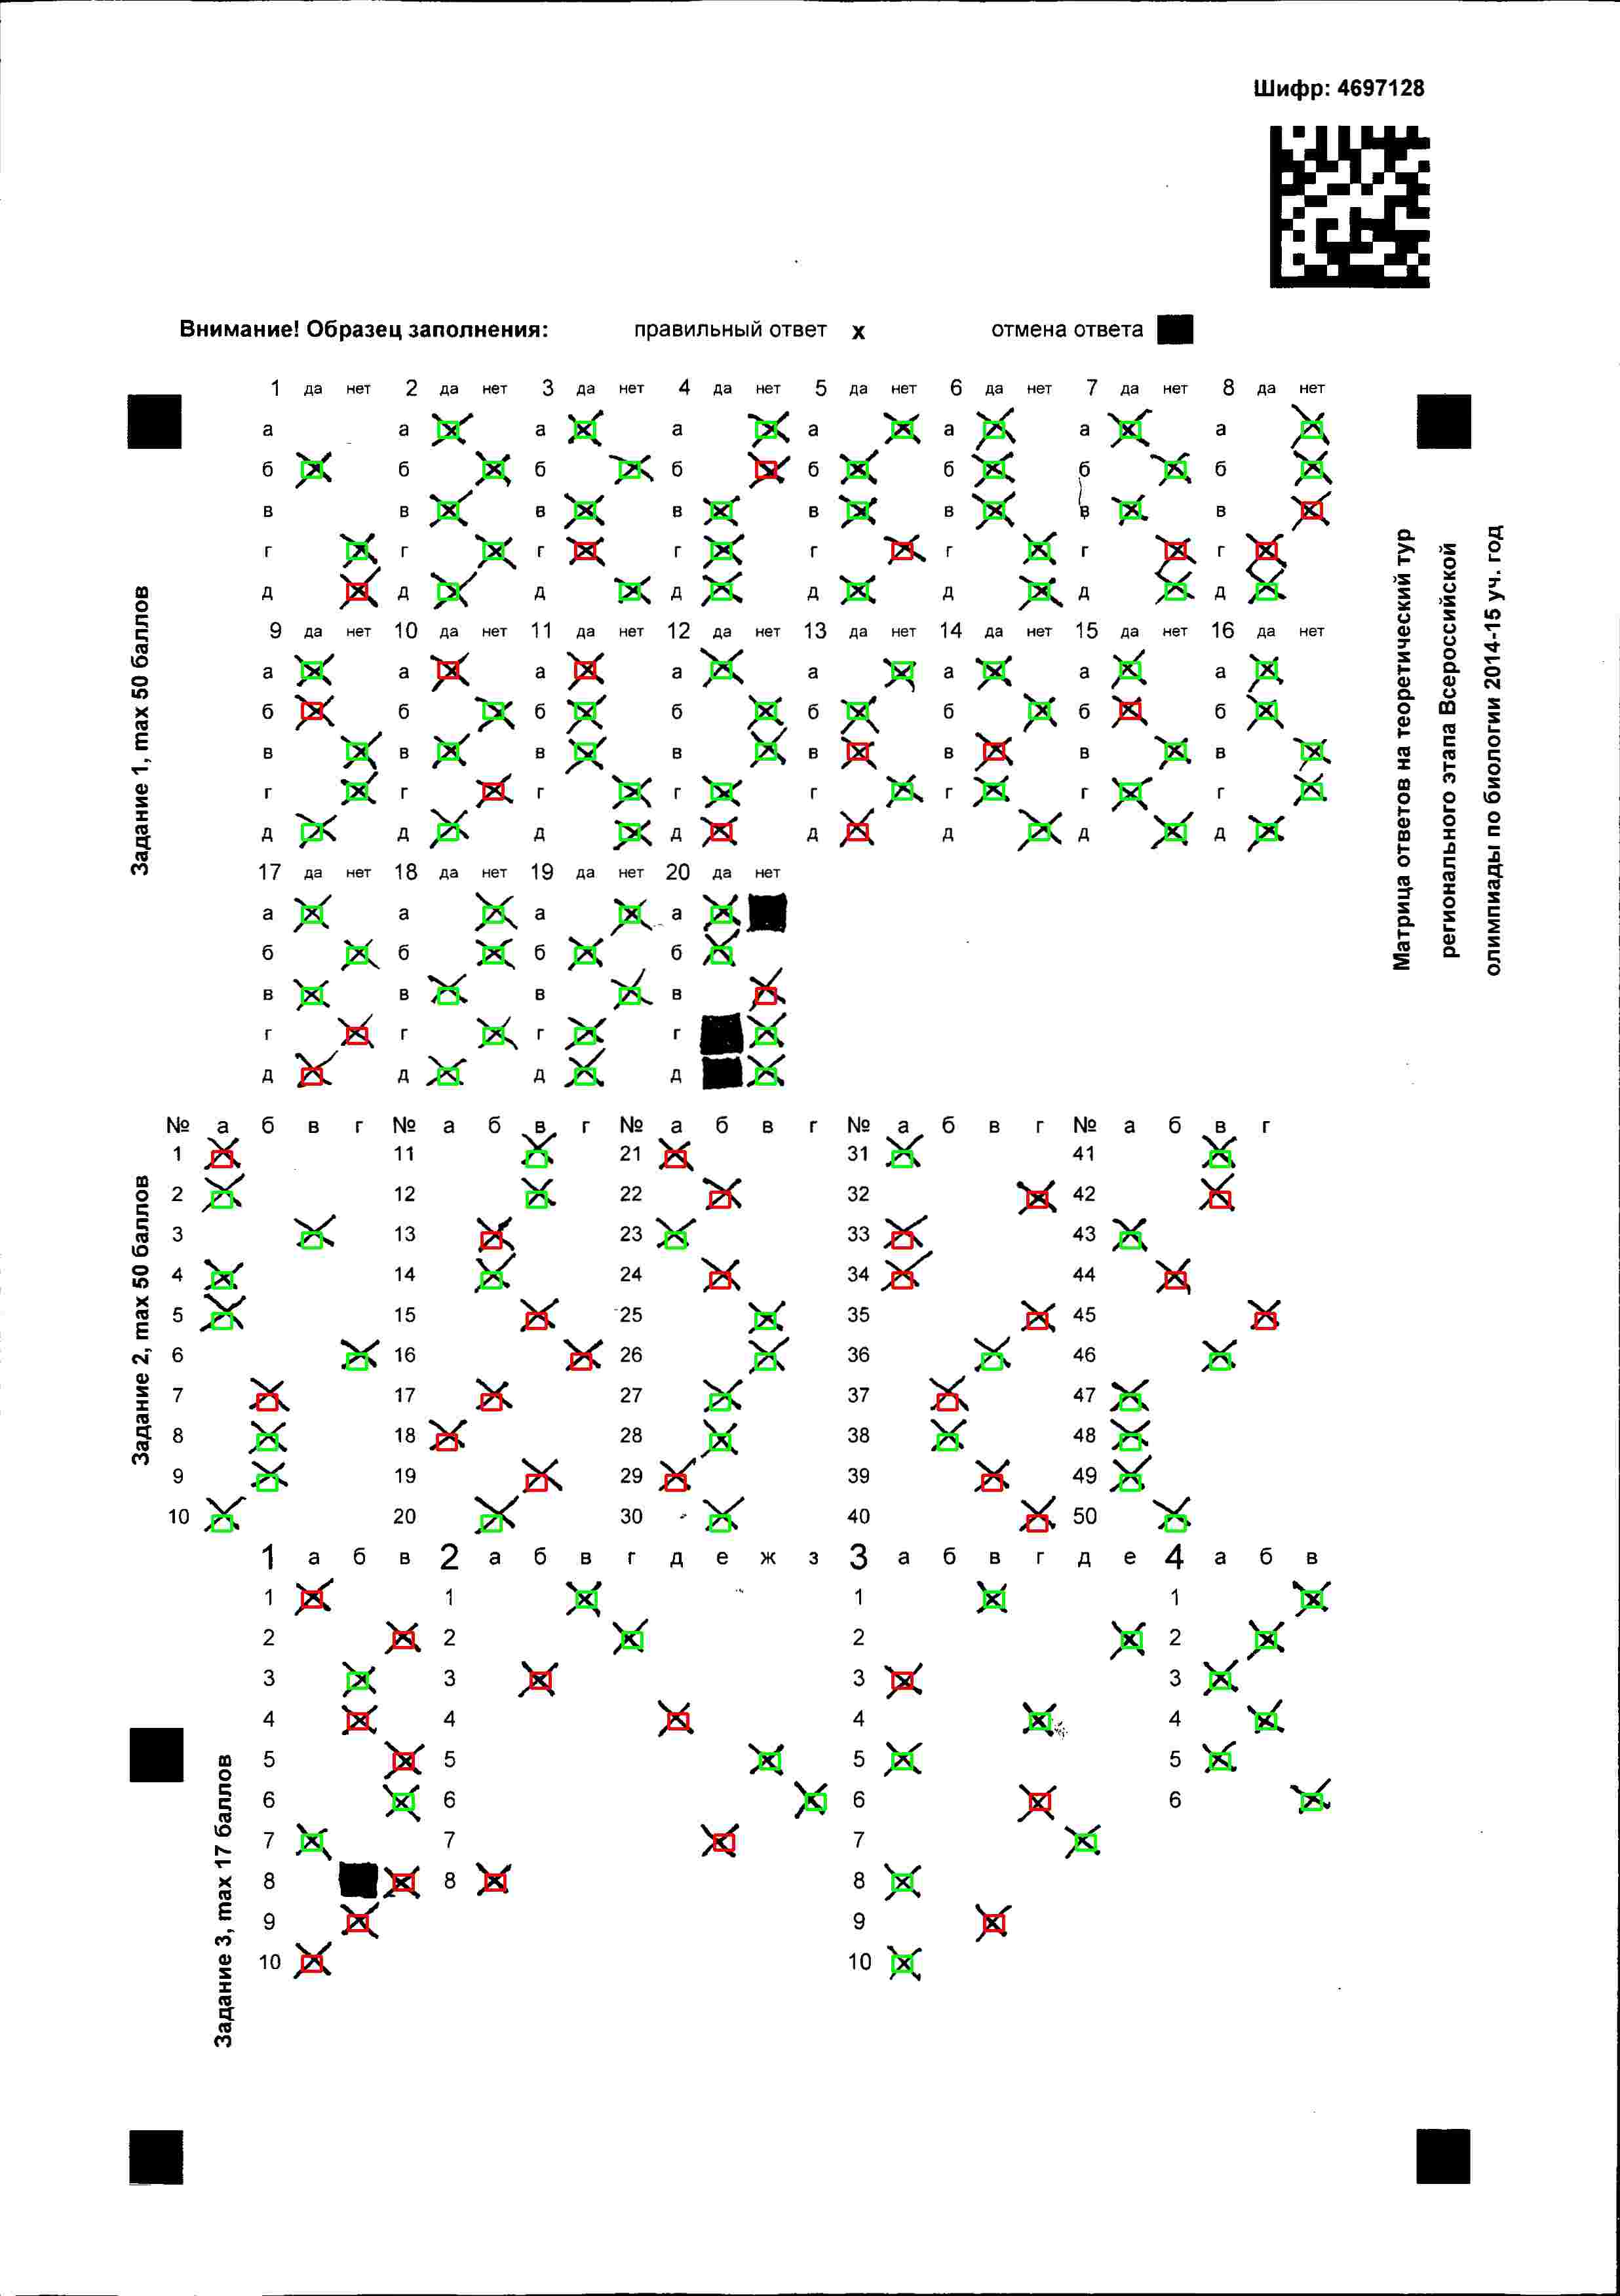 Шифр: 4697128
Внимание! Образец заполнения: правильный ответ х отмена ответа
1 да нет 2 да нет 3 да нет 4 да нет 5 да нет 6 да нет 7 да нет 8 да нет
а а а а а а а а
б б б б б б б б
в в в в в в в в
г г г г г г г г
д д д д д д д д
9 да нет 10 да нет 11 да нет 12 да нет 13 да нет 14 да нет 15 да нет 16 да нет
а а а а а а а а
б б б б б б б б
в в в в в в в в
г г г г г г г г
д д д д д д д д
17 да нет 18 да нет 19 да нет 20 да нет
а а а а
б б б б
в в в в
г г г г
д д д д
Задание 1, max 50 баллов
Матрица ответов на теоретический тур
регионального этапа Всероссийской
олимпиады по биологии 2014-15 уч. год
№ а б в г № а б в г № а б в г № а б в г № а б в г
1 11 21 31 41
2 12 22 32 42
3 13 23 33 43
4 14 24 34 44
5 15 25 35 45
6 16 26 36 46
7 17 27 37 47
8 18 28 38 48
9 19 29 39 49
10 20 30 40 50
Задание 2, max 50 баллов
1 а б в 2 а б в г д е ж з 3 а б в г д е 4 а б в
1 1 1 1
2 2 2 2
3 3 3 3
4 4 4 4
5 5 5 5
6 6 6 6
7 7 7
8 8 8
9 9
10 10
Задание 3, max 17 баллов